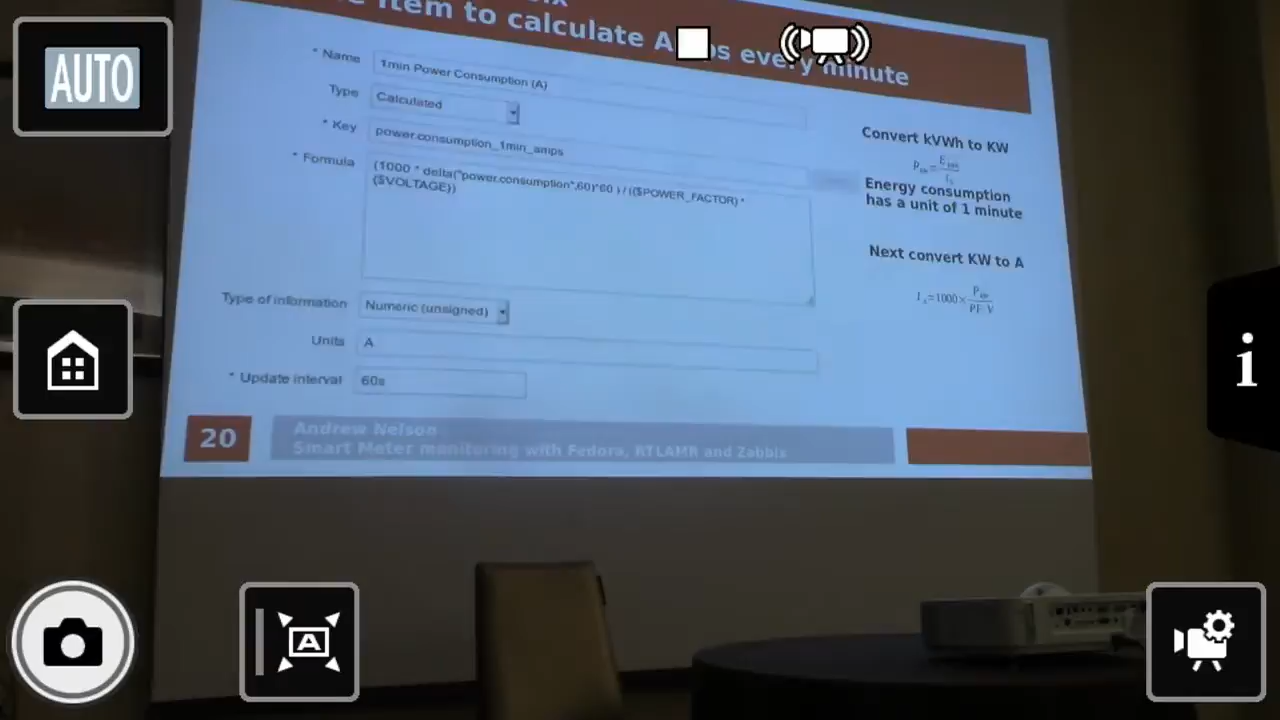 AUTO
item to calculate A s every minute
* Name 1min Power Consumption (A)
Type Calculated
* Key power.consumption_1min_amps
* Formula (1000 * delta("power.consumption",60)*60 ) / (($POWER_FACTOR) *
($VOLTAGE))
Type of information Numeric (unsigned)
Units A
* Update interval 60s
Convert kVWh to KW
Energy consumption
has a unit of 1 minute
Next convert KW to A
20
Andrew Nelson
Smart Meter monitoring with Fedora, RTLAMR and Zabbix
i
A